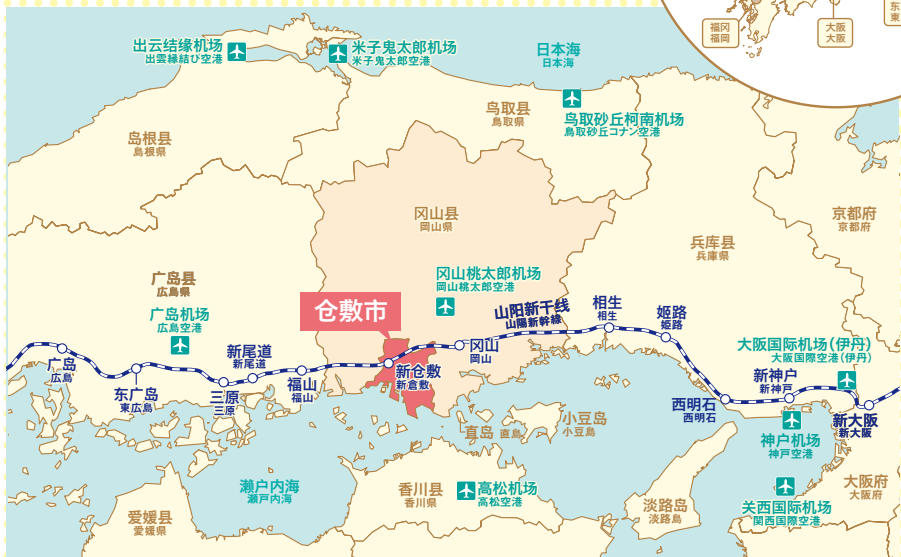 福冈
福岡
大阪
大阪
东
東
出云结缘机场
出雲縁結び空港
米子鬼太郎机场
米子鬼太郎空港
日本海
日本海
鸟取县
鳥取県
鸟取砂丘柯南机场
鳥取砂丘コナン空港
岛根县
島根県
冈山县
岡山県
京都府
京都府
兵库县
兵庫県
广岛县
広島県
冈山桃太郎机场
岡山桃太郎空港
广岛机场
広島空港
仓敷市
山阳新干线
山陽新幹線
相生
相生
姬路
姫路
大阪国际机场(伊丹)
大阪国際空港(伊丹)
广岛
広島
东广岛
東広島
三原
三原
新尾道
新尾道
福山
福山
新仓敷
新倉敷
冈山
岡山
西明石
西明石
新神户
新神戸
新大阪
新大阪
直岛 直島
小豆岛
小豆島
神户机场
神戸空港
濑户内海
瀬戸内海
香川县
香川県
高松机场
高松空港
淡路岛
淡路島
关西国际机场
関西国際空港
大阪府
大阪府
爱媛县
愛媛県